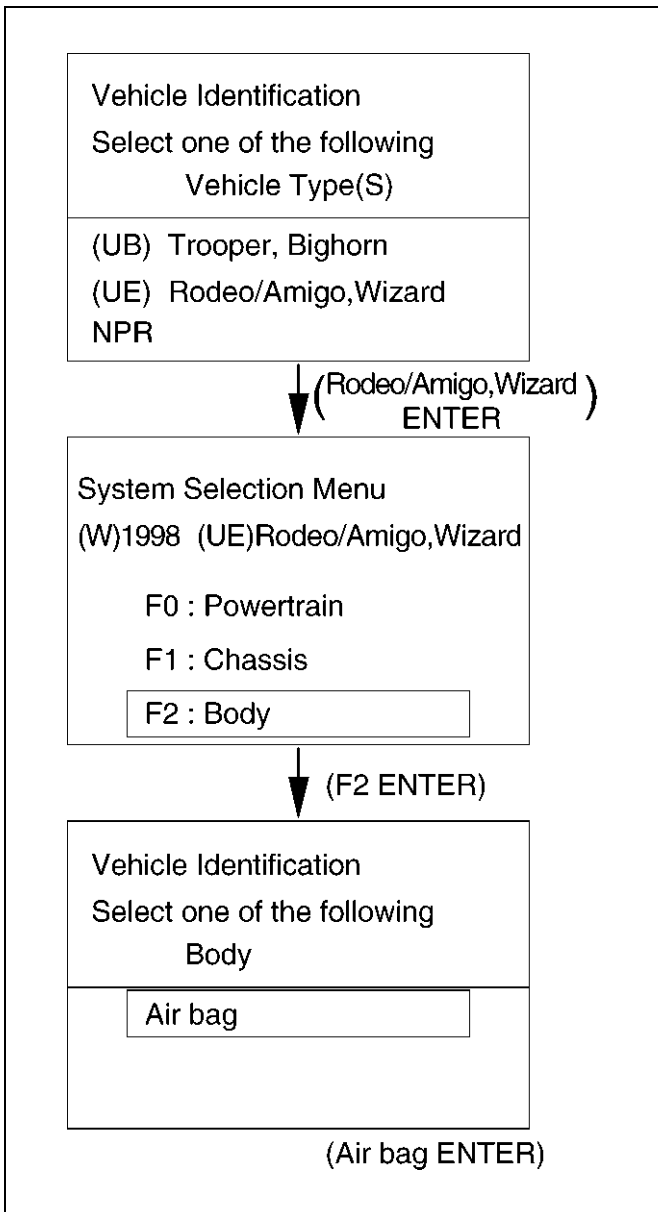 Vehicle Identification
Select one of the following
Vehicle Type(S)
(UB) Trooper, Bighorn
(UE) Rodeo/Amigo,Wizard
NPR
(Rodeo/Amigo,Wizard
ENTER)
System Selection Menu
(W)1998 (UE)Rodeo/Amigo,Wizard
F0 : Powertrain
F1 : Chassis
F2 : Body
(F2 ENTER)
Vehicle Identification
Select one of the following
Body
Air bag
(Air bag ENTER)